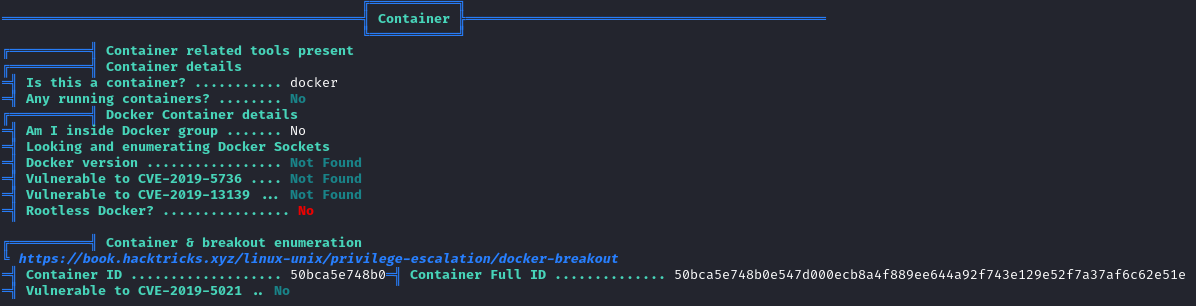 Container
Container related tools present
Container details
Is this a container? ........... docker
Any running containers? ........ No
Docker Container details
Am I inside Docker group ....... No
Looking and enumerating Docker Sockets
Docker version ................. Not Found
Vulnerable to CVE-2019-5736 .... Not Found
Vulnerable to CVE-2019-13139 ... Not Found
Rootless Docker? ................ No
Container & breakout enumeration
https://book.hacktricks.xyz/linux-unix/privilege-escalation/docker-breakout
Container ID ................... 50bca5e748b0 Container Full ID .............. 50bca5e748b0e547d000ecb8a4f889ee644a92f743e129e52f7a37af6c62e51e
Vulnerable to CVE-2019-5021 .. No